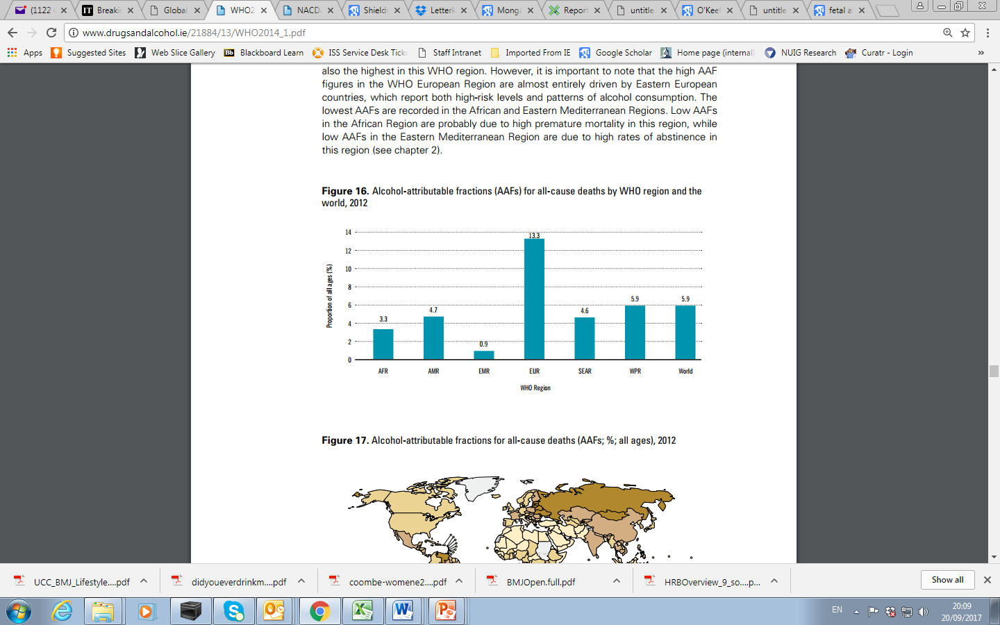 (1122
Breaki
Global
WHO2
NACD
Shield
Letter
Monga
Report
untitle
O'Kee
untitle
fetal a
www.drugsandalcohol.ie/21884/13/WHO2014_1.pdf
Apps
Suggested Sites
Web Slice Gallery
Bb
Blackboard Learn
ISS Service Desk Ticke
Staff Intranet
Imported From IE
Google Scholar
Home page (internal)
NUIG Research
Curatr - Login
»
also the highest in this WHO region. However, it is important to note that the high AAF
figures in the WHO European Region are almost entirely driven by Eastern European
countries, which report both high-risk levels and patterns of alcohol consumption. The
lowest AAFs are recorded in the African and Eastern Mediterranean Regions. Low AAFs
in the African Region are probably due to high premature mortality in this region, while
low AAFs in the Eastern Mediterranean Region are due to high rates of abstinence in
this region (see chapter 2).
Figure 16. Alcohol-attributable fractions (AAFs) for all-cause deaths by WHO region and the
world, 2012
Proportion of all ages (%)
14
12
10
8
6
4
2
0
3.3
4.7
0.9
13.3
4.6
5.9
5.9
AFR
AMR
EMR
EUR
SEAR
WPR
World
WHO Region
Figure 17. Alcohol-attributable fractions for all-cause deaths (AAFs; %; all ages), 2012
UCC_BMJ_Lifestyle....pdf
didyoueverdrinkm....pdf
coombe-womene2....pdf
BMJOpen.full.pdf
HRBOverview_9_so....p...
Show all
EN
20:09
20/09/2017